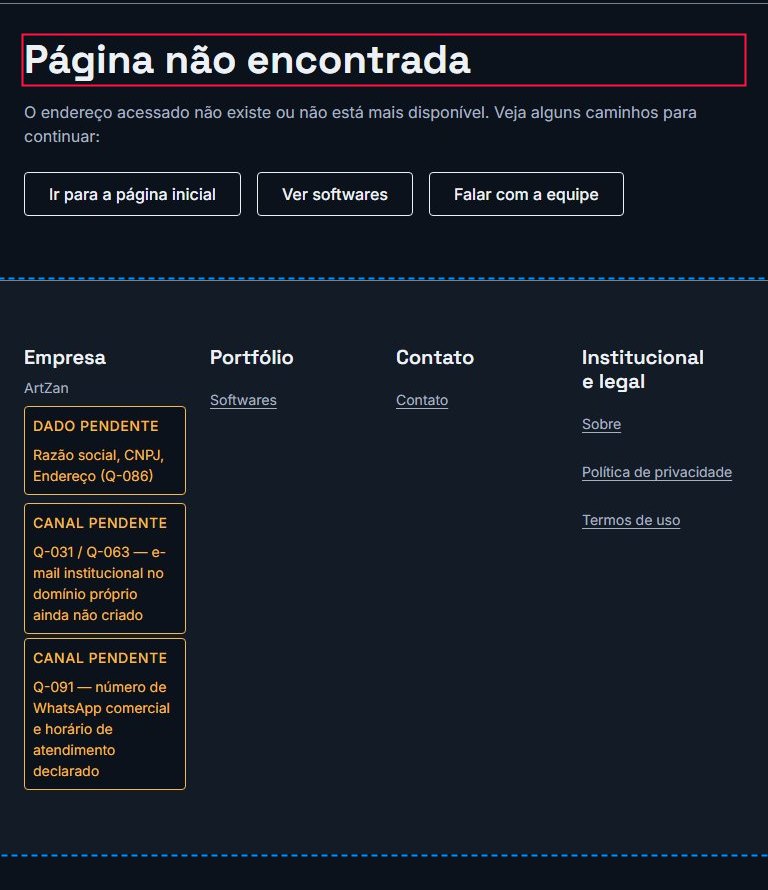 Página não encontrada
O endereço acessado não existe ou não está mais disponível. Veja alguns caminhos para
continuar:
Ir para a página inicial
Ver softwares
Falar com a equipe
Empresa
ArtZan
DADO PENDENTE
Razão social, CNPJ,
Endereço (Q-086)
CANAL PENDENTE
Q-031 / Q-063 — e-
mail institucional no
domínio próprio
ainda não criado
CANAL PENDENTE
Q-091 — número de
WhatsApp comercial
e horário de
atendimento
declarado
Portfólio
Softwares
Contato
Contato
Institucional
e legal
Sobre
Política de privacidade
Termos de uso